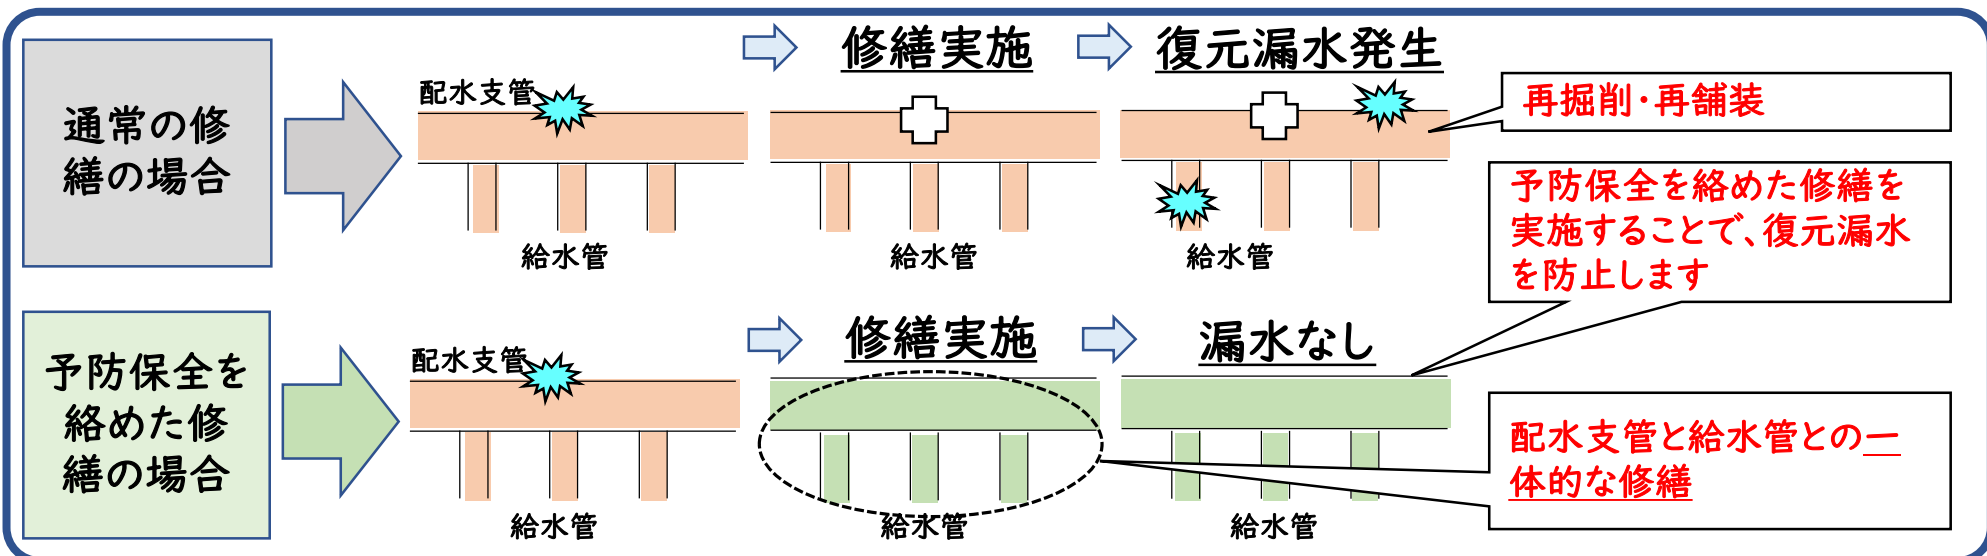 通常の修
繕の場合
配水支管
給水管
修繕実施
給水管
復元漏水発生
給水管
再掘削・再舗装
予防保全を絡めた修繕を
実施することで、復元漏水
を防止します
予防保全を
絡めた修
繕の場合
配水支管
給水管
修繕実施
給水管
漏水なし
給水管
配水支管と給水管との一
体的な修繕